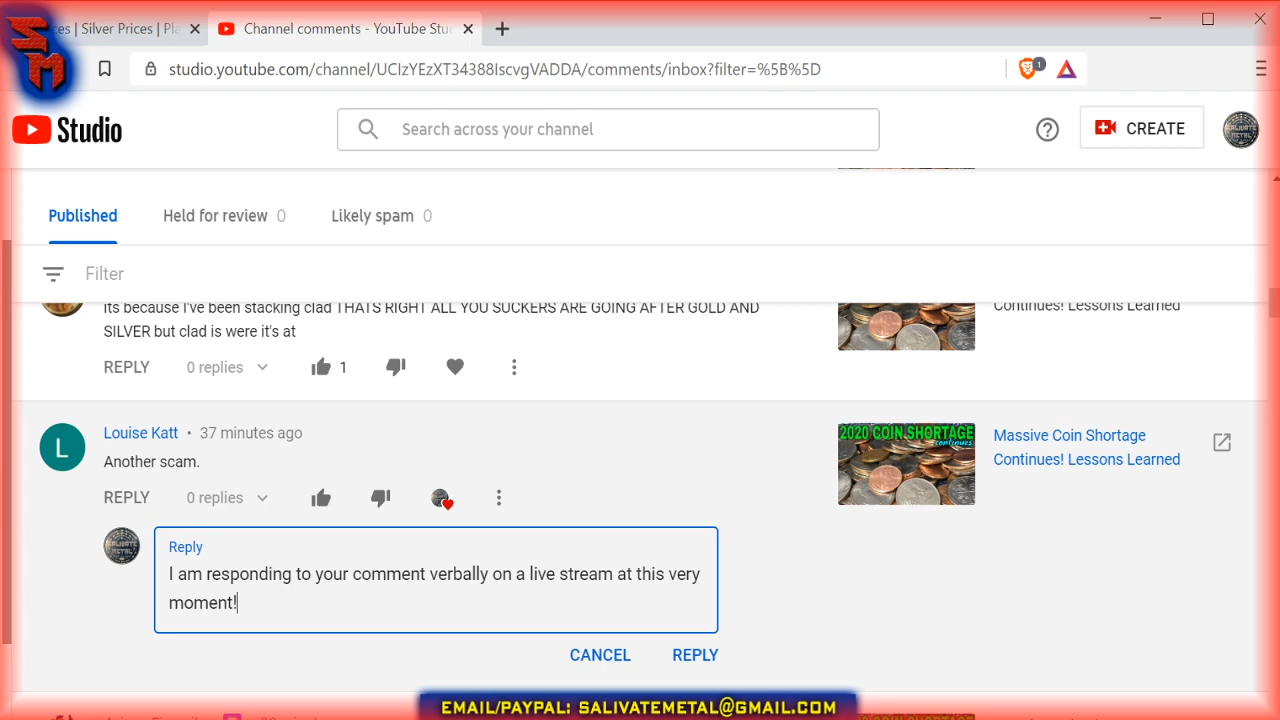 SM
ces | Silver Prices | Pla
Channel comments - YouTube Stu
studio.youtube.com/channel/UCIzYEzXT34388IscvgVADDA/comments/inbox?filter=%5B%5D
1
Studio
Search across your channel
CREATE
Published
Held for review 0
Likely spam 0
Filter
its because I've been stacking clad THATS RIGHT ALL YOU SUCKERS ARE GOING AFTER GOLD AND
SILVER but clad is were it's at
Continues! Lessons Learned
REPLY 0 replies 1
L
Louise Katt • 37 minutes ago
Another scam.
REPLY 0 replies
2020 COIN SHORTAGE
continues
Massive Coin Shortage
Continues! Lessons Learned
Reply
I am responding to your comment verbally on a live stream at this very
moment!
CANCEL REPLY
EMAIL/PAYPAL: SALIVATEMETAL@GMAIL.COM